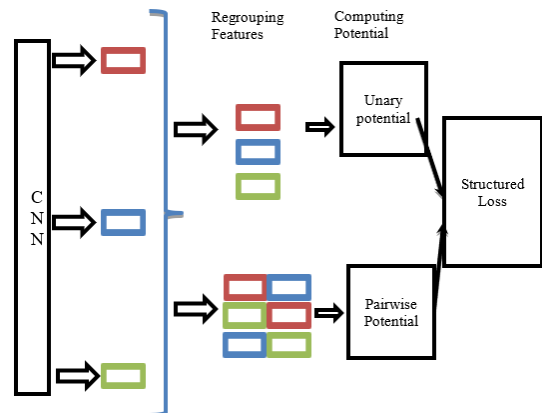 Regrouping
Features
Computing
Potential
C
N
N
Unary
potential
Structured
Loss
Pairwise
Potential